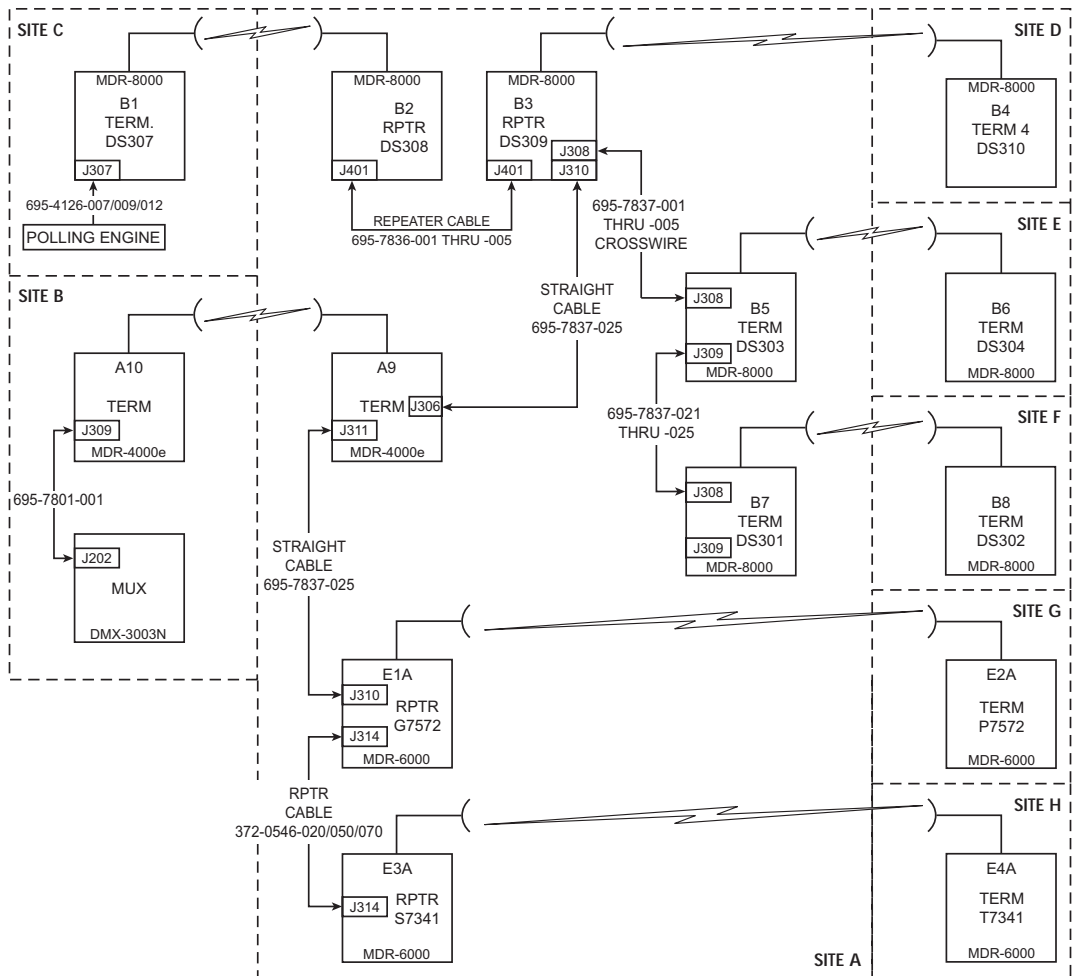 SITE C
MDR-8000
B1
TERM.
DS307
J307
695-4126-007/009/012
POLLING ENGINE
MDR-8000
B2
RPTR
DS308
J401
REPEATER CABLE
695-7836-001 THRU -005
MDR-8000
B3
RPTR
DS309
J308
J401
J310
695-7837-001
THRU -005
CROSSWIRE
STRAIGHT
CABLE
695-7837-025
SITE D
MDR-8000
B4
TERM 4
DS310
SITE E
J308
B5
TERM
DS303
J309
MDR-8000
B6
TERM
DS304
MDR-8000
SITE B
A10
TERM
J309
MDR-4000e
695-7801-001
J202
MUX
DMX-3003N
A9
TERM
J306
J311
MDR-4000e
STRAIGHT
CABLE
695-7837-025
695-7837-021
THRU -025
SITE F
J308
B7
TERM
DS301
J309
MDR-8000
B8
TERM
DS302
MDR-8000
SITE G
E1A
J310
RPTR
G7572
J314
MDR-6000
E2A
TERM
P7572
MDR-6000
RPTR
CABLE
372-0546-020/050/070
SITE H
E3A
RPTR
J314
S7341
MDR-6000
E4A
TERM
T7341
MDR-6000
SITE A